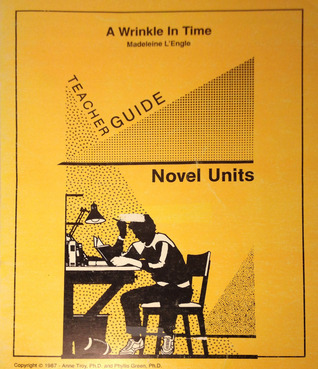 A Wrinkle In Time
Madeleine L'Engle
TEACHER
GUIDE
Novel Units
Copyright © 1987 - Anne Troy, Ph.D. and Phyllis Green, Ph.D.